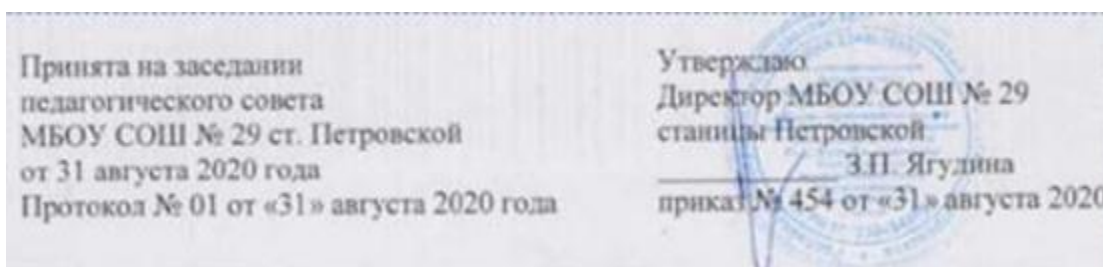 Принята на заседании
педагогического совета
МБОУ СОШ № 29 ст. Петровской
от 31 августа 2020 года
Протокол № 01 от «31» августа 2020 года
Утверждаю
Директор МБОУ СОШ № 29
станицы Петровской
З.П. Ягудина
приказ № 454 от «31» августа 2020